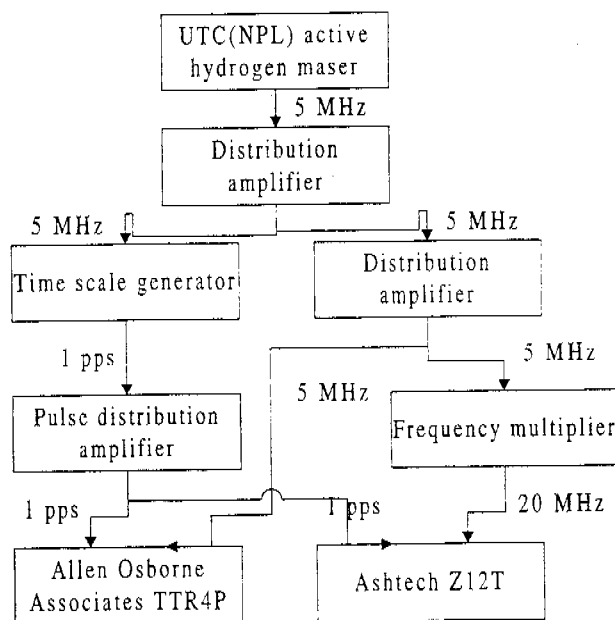 UTC(NPL) active
hydrogen maser
5 MHz
Distribution
amplifier
5 MHz
5 MHz
Time scale generator
Distribution
amplifier
1 pps
5 MHz
5 MHz
Pulse distribution
amplifier
Frequency multiplier
1 pps
1 pps
20 MHz
Allen Osborne
Associates TTR4P
Ashtech Z12T